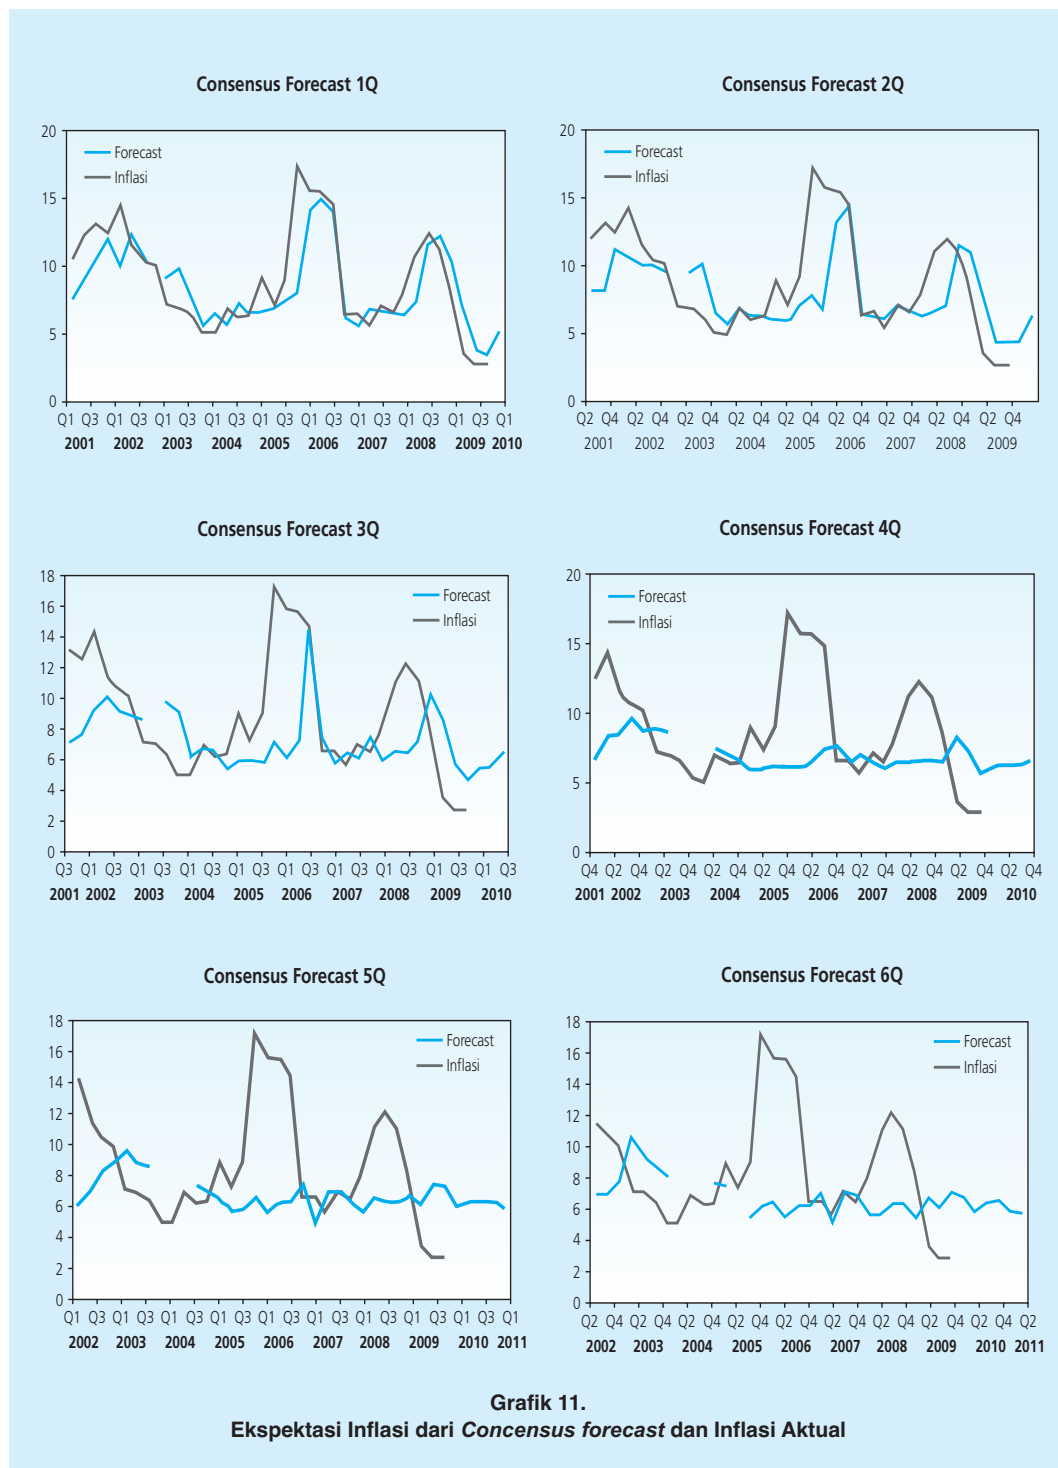 Consensus Forecast 1Q
20
15
10
5
0
Forecast
Inflasi
Q1 Q3 Q1 Q3 Q1 Q3 Q1 Q3 Q1 Q3 Q1 Q3 Q1 Q3 Q1 Q3 Q1 Q3 Q1
2001 2002 2003 2004 2005 2006 2007 2008 2009 2010
Consensus Forecast 2Q
20
15
10
5
0
Forecast
Inflasi
Q2 Q4 Q2 Q4 Q2 Q4 Q2 Q4 Q2 Q4 Q2 Q4 Q2 Q4 Q2 Q4 Q2 Q4
2001 2002 2003 2004 2005 2006 2007 2008 2009
Consensus Forecast 3Q
18
16
14
12
10
8
6
4
2
0
Forecast
Inflasi
Q3 Q1 Q3 Q1 Q3 Q1 Q3 Q1 Q3 Q1 Q3 Q1 Q3 Q1 Q3 Q1 Q3 Q1 Q3
2001 2002 2003 2004 2005 2006 2007 2008 2009 2010
Consensus Forecast 4Q
20
15
10
5
0
Forecast
Inflasi
Q4 Q2 Q4 Q2 Q4 Q2 Q4 Q2 Q4 Q2 Q4 Q2 Q4 Q2 Q4 Q2 Q4 Q2 Q4
2001 2002 2003 2004 2005 2006 2007 2008 2009 2010
Consensus Forecast 5Q
18
16
14
12
10
8
6
4
2
0
Forecast
Inflasi
Q1 Q3 Q1 Q3 Q1 Q3 Q1 Q3 Q1 Q3 Q1 Q3 Q1 Q3 Q1 Q3 Q1 Q3 Q1
2002 2003 2004 2005 2006 2007 2008 2009 2010 2011
Consensus Forecast 6Q
18
16
14
12
10
8
6
4
2
0
Forecast
Inflasi
Q2 Q4 Q2 Q4 Q2 Q4 Q2 Q4 Q2 Q4 Q2 Q4 Q2 Q4 Q2 Q4 Q2 Q4 Q2
2002 2003 2004 2005 2006 2007 2008 2009 2010 2011
Grafik 11.
Ekspektasi Inflasi dari Concensus forecast dan Inflasi Aktual